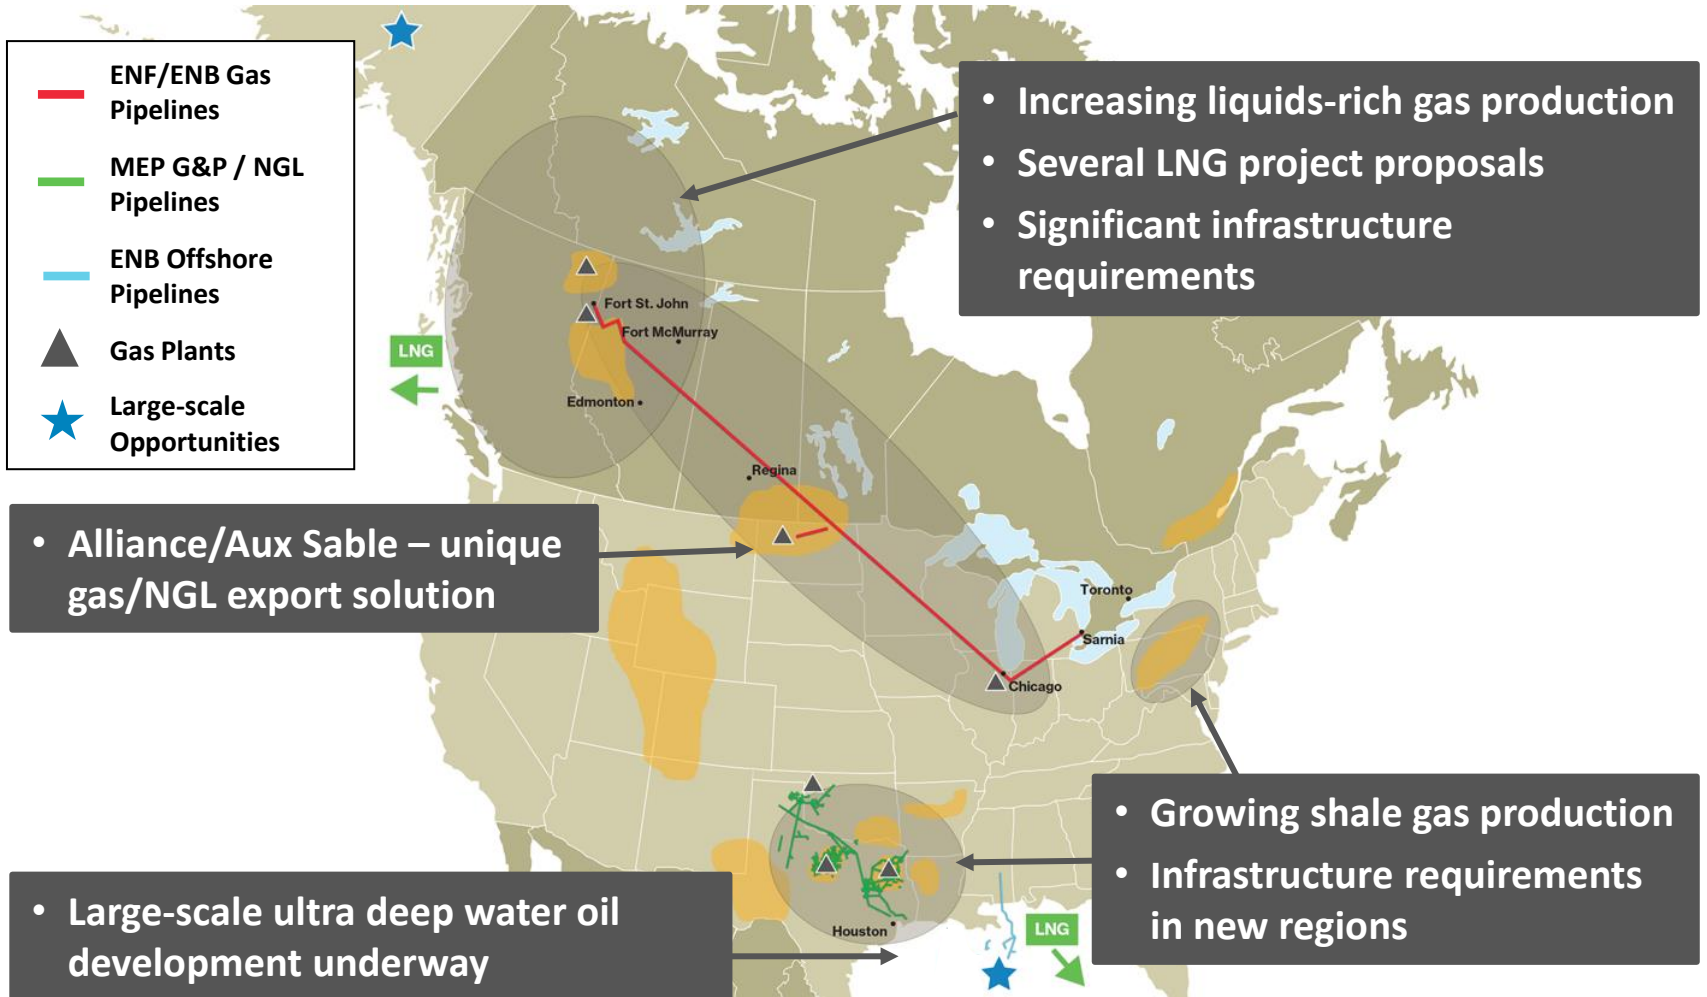 ENF/ENB Gas
Pipelines
MEP G&P / NGL
Pipelines
ENB Offshore
Pipelines
Gas Plants
Large-scale
Opportunities
• Increasing liquids-rich gas production
• Several LNG project proposals
• Significant infrastructure
requirements
Fort St. John
Fort McMurray
LNG
Edmonton
Regina
• Alliance/Aux Sable – unique
gas/NGL export solution
Toronto
Sarnia
Chicago
• Growing shale gas production
• Infrastructure requirements
in new regions
• Large-scale ultra deep water oil
development underway
Houston
LNG